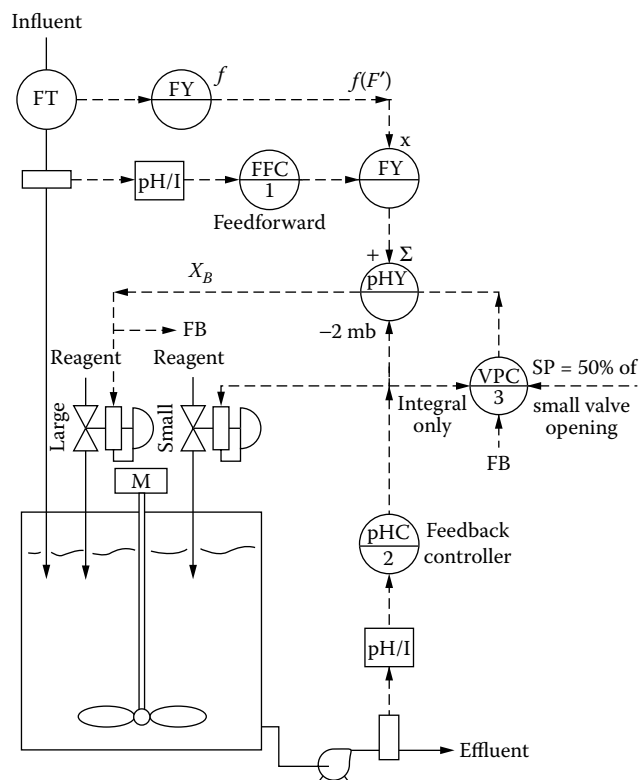 Influent
FT
FY
f
f(F′)
x
pH/I
FFC
1
Feedforward
FY
+
Σ
pHY
X_B
FB
−2 mb
Reagent
Reagent
Large
Small
M
Integral
only
VPC
3
SP = 50% of
small valve
opening
FB
pHC
2
Feedback
controller
pH/I
Effluent